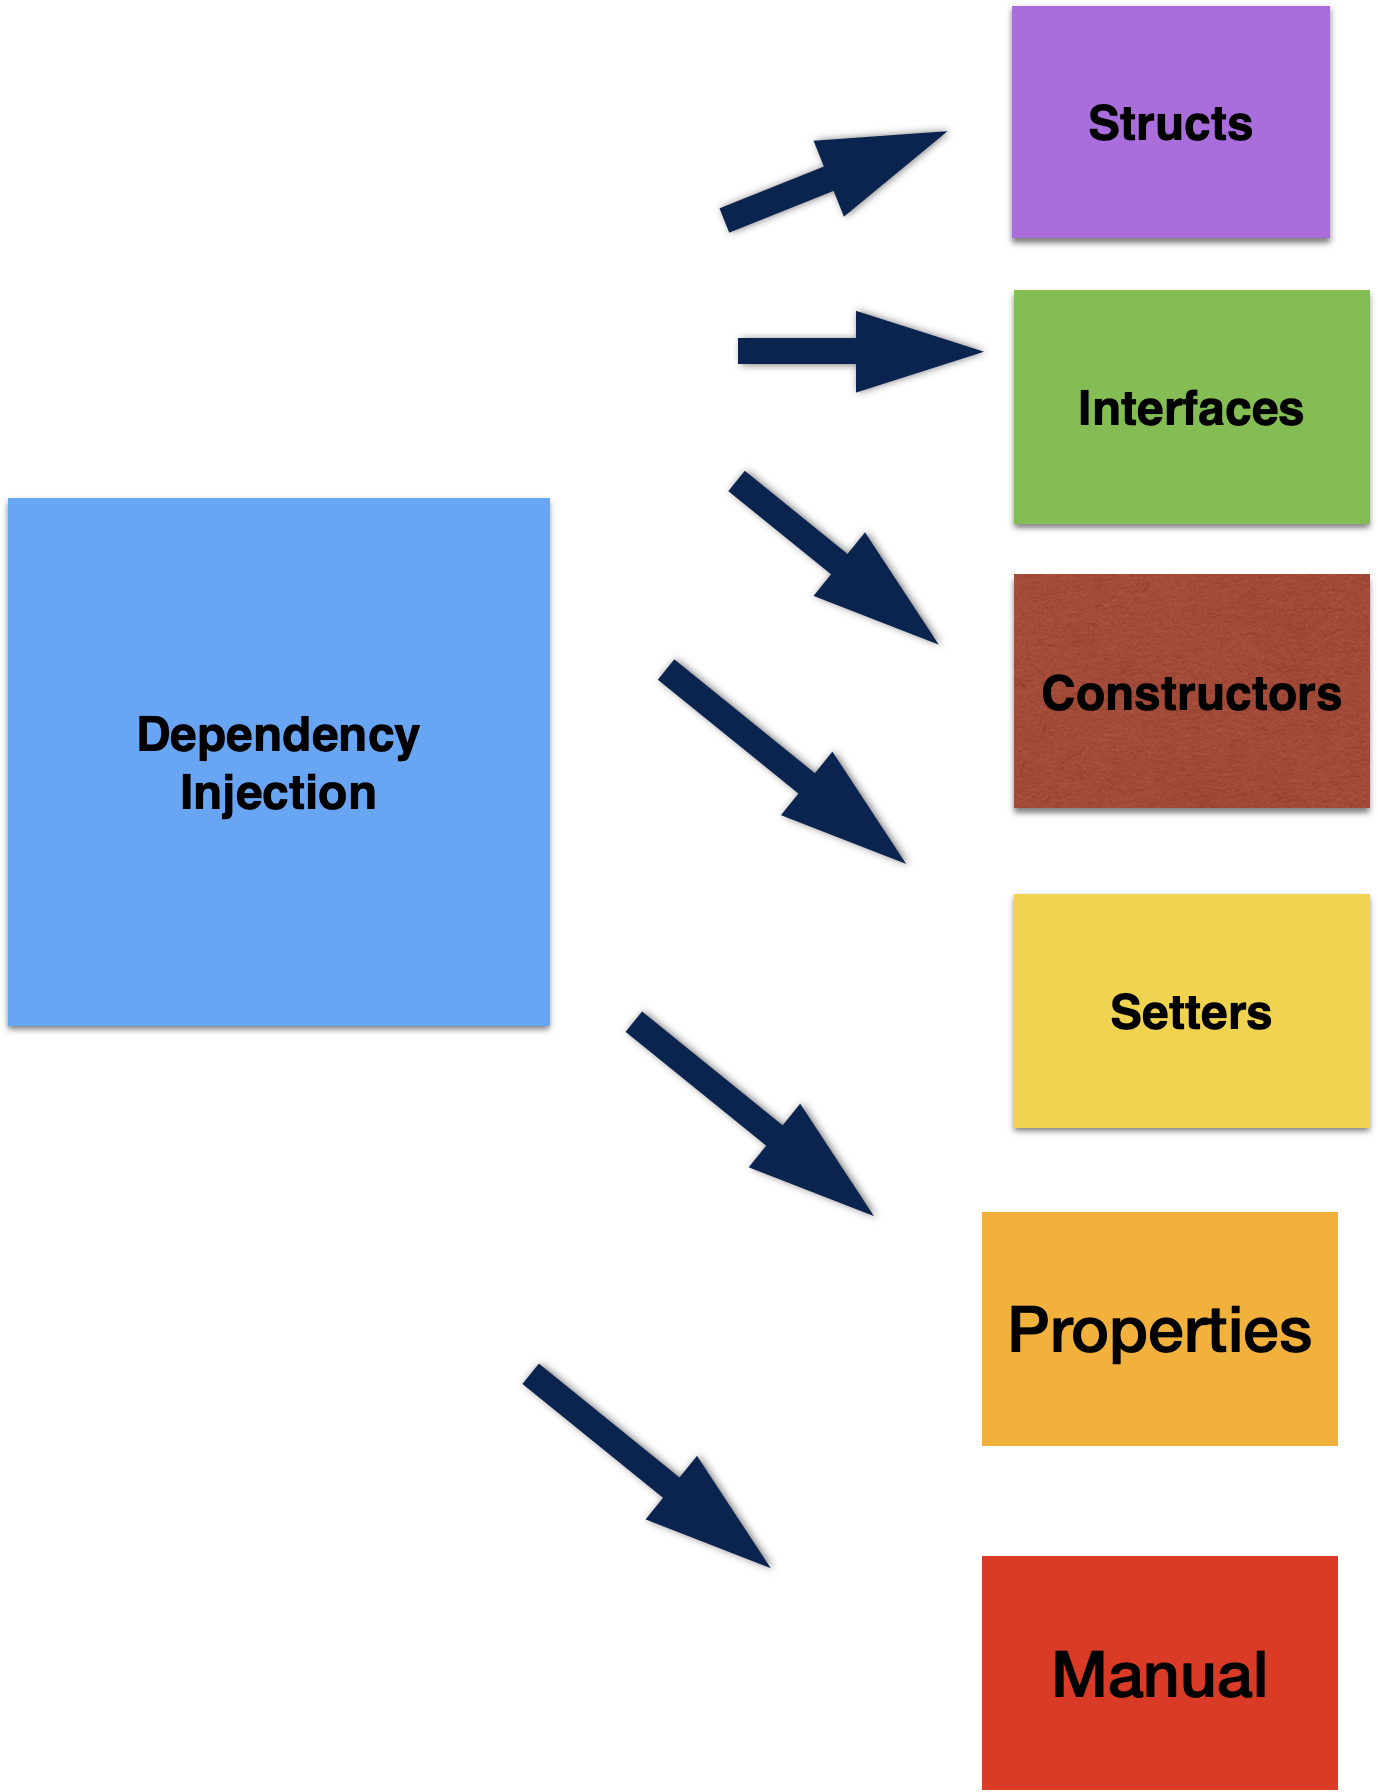 Structs
Interfaces
Constructors
Dependency
Injection
Setters
Properties
Manual